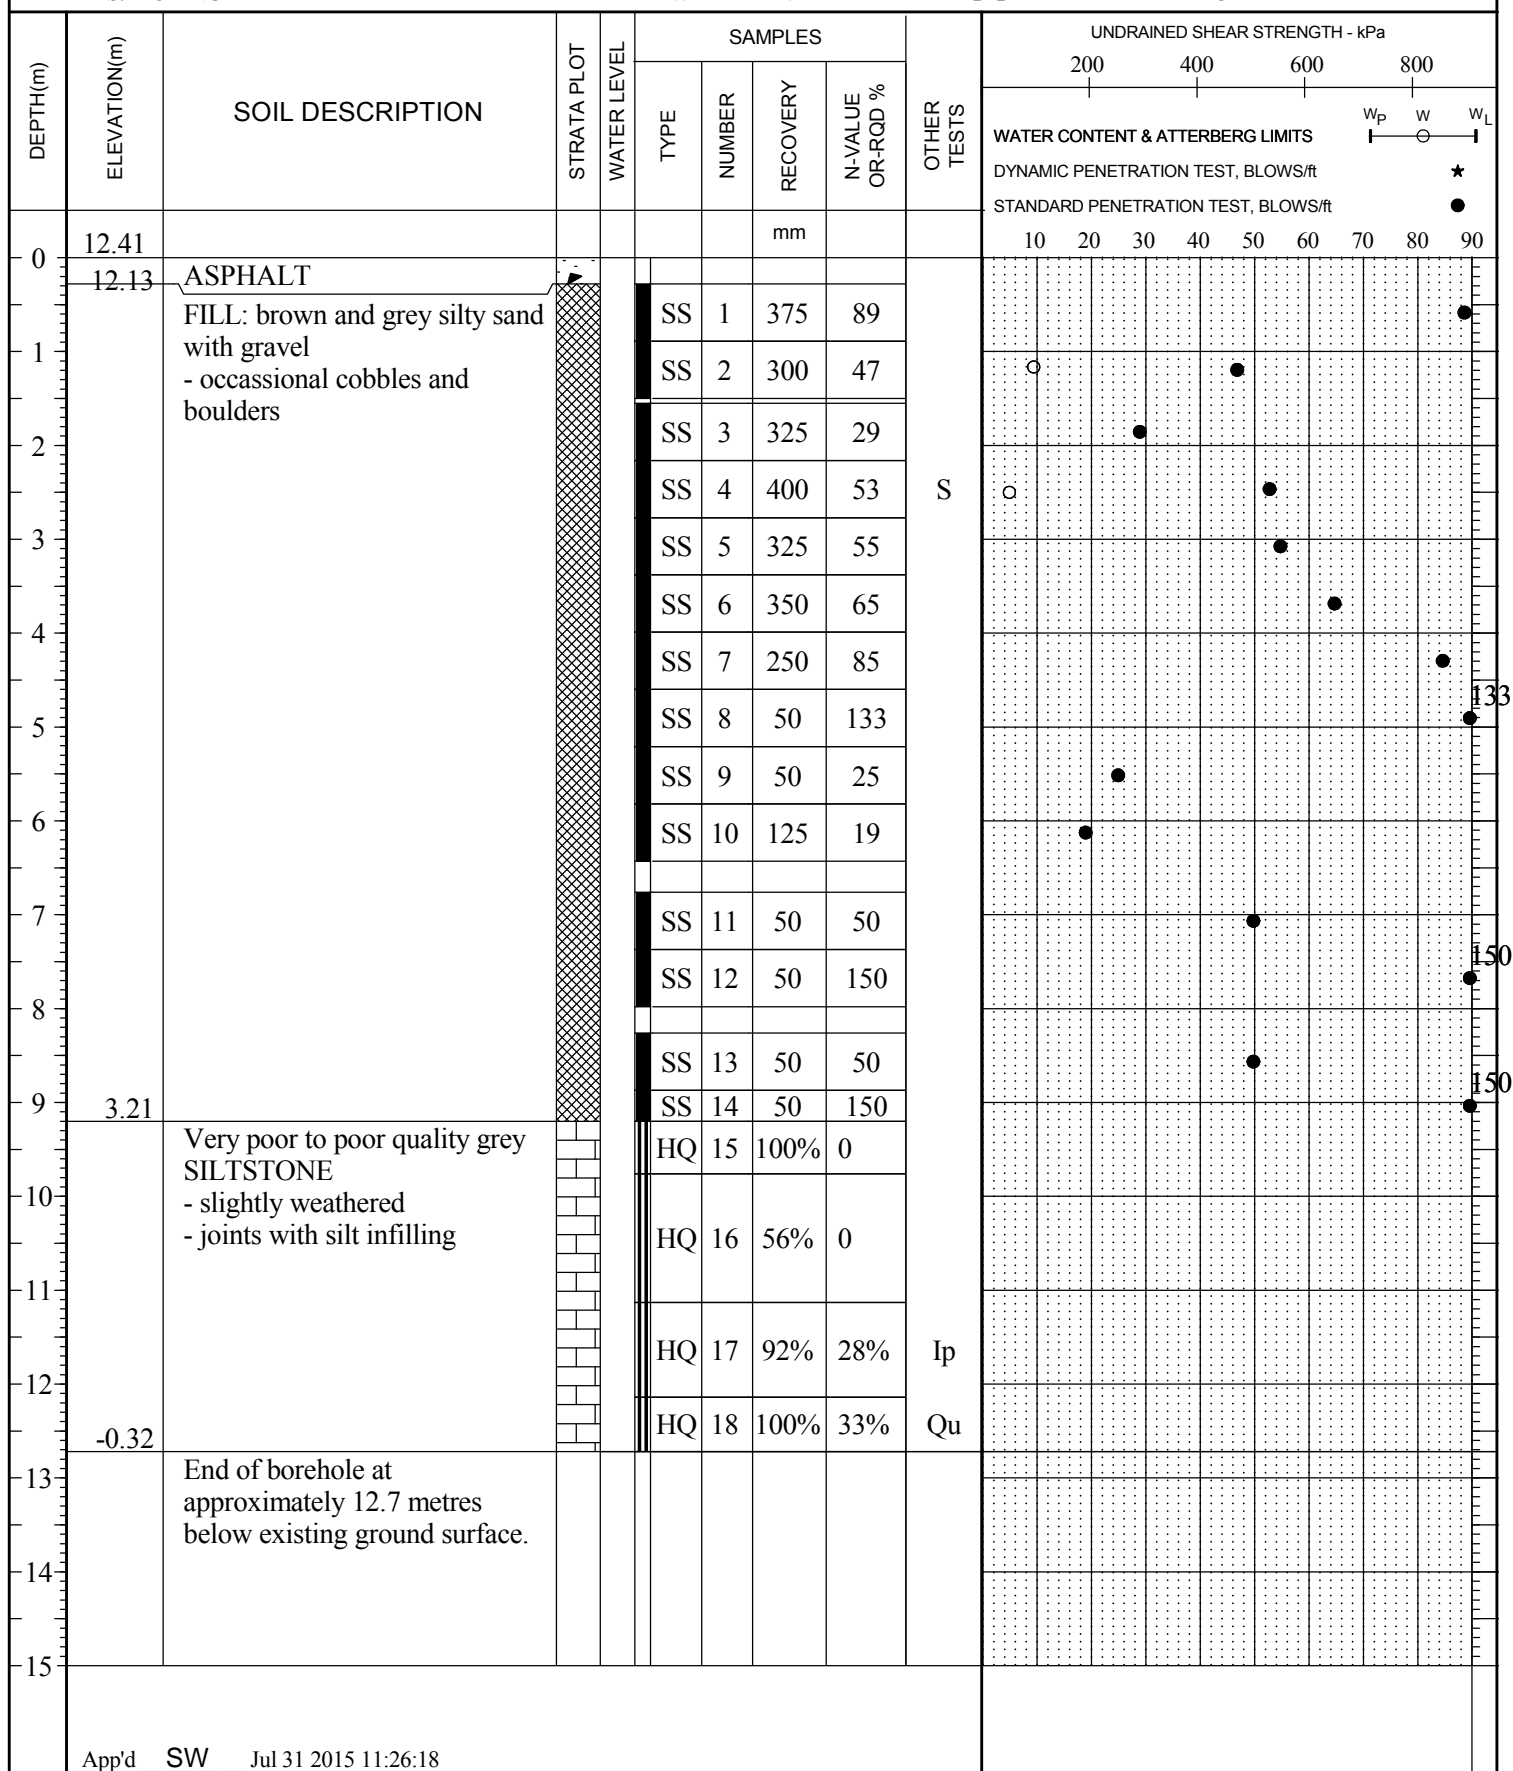 SAMPLES
UNDRAINED SHEAR STRENGTH - kPa
200 400 600 800
DEPTH(m)
ELEVATION(m)
SOIL DESCRIPTION
STRATA PLOT
WATER LEVEL
TYPE
NUMBER
RECOVERY
N-VALUE
OR-RQD %
OTHER
TESTS
WP W WL
WATER CONTENT & ATTERBERG LIMITS
DYNAMIC PENETRATION TEST, BLOWS/ft ★
STANDARD PENETRATION TEST, BLOWS/ft ●
mm
10 20 30 40 50 60 70 80 90
12.41
0
12.13 ASPHALT
FILL: brown and grey silty sand
with gravel
- occassional cobbles and
boulders
SS 1 375 89
1
SS 2 300 47
SS 3 325 29
2
SS 4 400 53 S
3
SS 5 325 55
SS 6 350 65
4
SS 7 250 85
133
SS 8 50 133
5
SS 9 50 25
6
SS 10 125 19
7
SS 11 50 50
150
SS 12 50 150
8
SS 13 50 50
150
9
3.21
SS 14 50 150
Very poor to poor quality grey
SILTSTONE
- slightly weathered
- joints with silt infilling
HQ 15 100% 0
10
HQ 16 56% 0
11
HQ 17 92% 28% Ip
12
HQ 18 100% 33% Qu
-0.32
End of borehole at
approximately 12.7 metres
below existing ground surface.
13
14
15
App'd SW Jul 31 2015 11:26:18